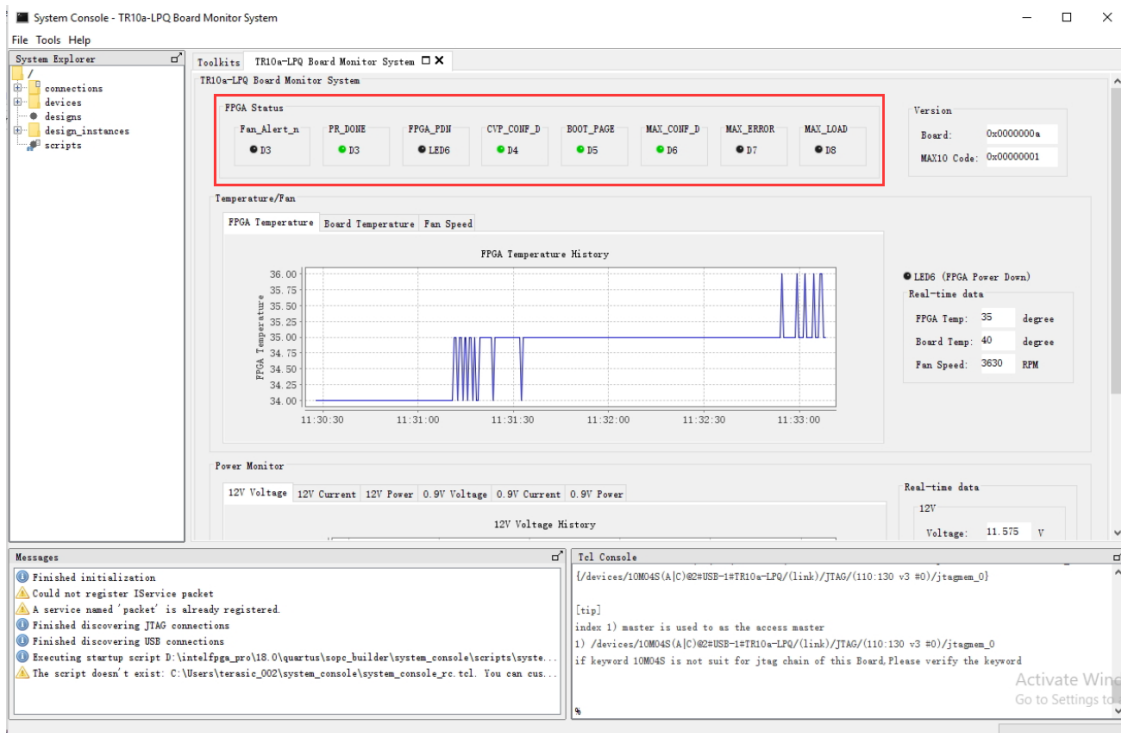 System Console - TR10a-LPQ Board Monitor System
File Tools Help
System Explorer
/
connections
devices
designs
design_instances
scripts
Toolkits TR10a-LPQ Board Monitor System
TR10a-LPQ Board Monitor System
FPGA Status
Fan_Alert_n PR_DONE FPGA_PDN CVP_CONF_D BOOT_PAGE MAX_CONF_D MAX_ERROR MAX_LOAD
D3 D3 LED6 D4 D5 D6 D7 D8
Version
Board: 0x0000000a
MAX10 Code: 0x00000001
Temperature/Fan
FPGA Temperature Board Temperature Fan Speed
FPGA Temperature History
FPGA Temperature
36.00
35.75
35.50
35.25
35.00
34.75
34.50
34.25
34.00
11:30:30 11:31:00 11:31:30 11:32:00 11:32:30 11:33:00
LED6 (FPGA Power Down)
Real-time data
FPGA Temp: 35 degree
Board Temp: 40 degree
Fan Speed: 3630 RPM
Power Monitor
12V Voltage 12V Current 12V Power 0.9V Voltage 0.9V Current 0.9V Power
12V Voltage History
Real-time data
12V
Voltage: 11.575 V
Messages
Finished initialization
Could not register IService packet
A service named 'packet' is already registered.
Finished discovering JTAG connections
Finished discovering USB connections
Executing startup script D:\intelfpga_pro\18.0\quartus\sopc_builder\system_console\scripts\syste...
The script doesn't exist: C:\Users\terasic_002\system_console\system_console_rc.tcl. You can cus...
Tcl Console
{/devices/10M04S(A|C)@2#USB-1#TR10a-LPQ/(link)/JTAG/(110:130 v3 #0)/jtagmem_0}
[tip]
index 1) master is used to as the access master
1) /devices/10M04S(A|C)@2#USB-1#TR10a-LPQ/(link)/JTAG/(110:130 v3 #0)/jtagmem_0
if keyword 10M04S is not suit for jtag chain of this Board,Please verify the keyword
%
Activate Win
Go to Settings to